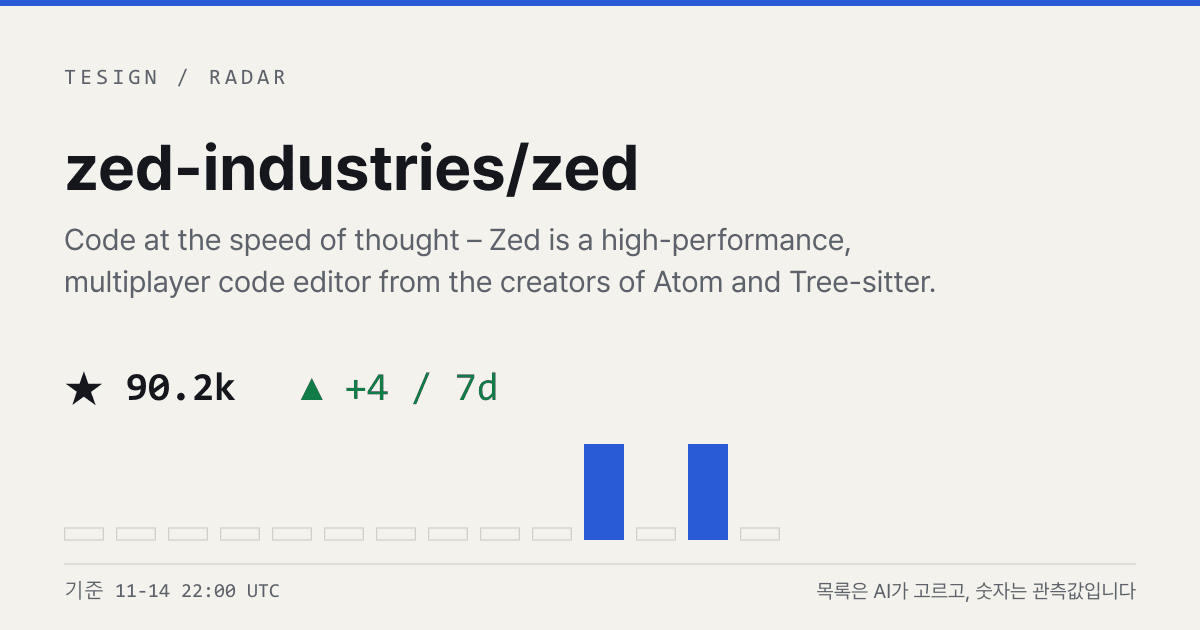 TESIGN / RADAR
zed-industries/zed
Code at the speed of thought – Zed is a high-performance,
multiplayer code editor from the creators of Atom and Tree-sitter.
★ 90.2k ▲ +4 / 7d
기준 11-14 22:00 UTC
목록은 AI가 고르고, 숫자는 관측값입니다